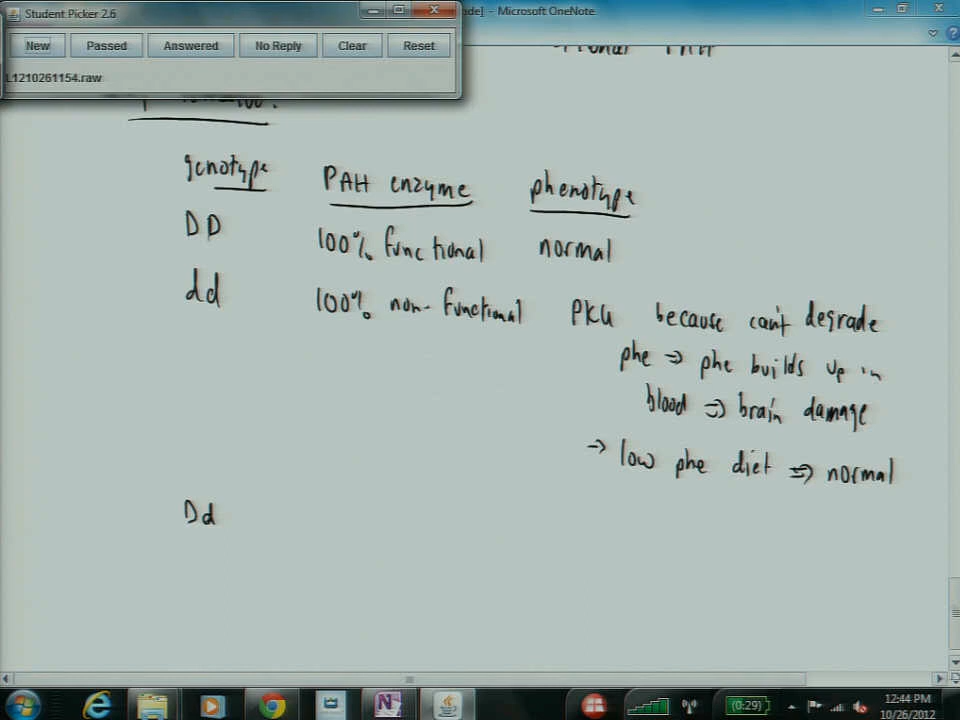 Student Picker 2.6
ode] - Microsoft OneNote
New Passed Answered No Reply Clear Reset
L1210261154.raw
genotype PAH enzyme phenotype
DD 100% functional normal
dd 100% non-functional PKU because can't degrade
phe => phe builds up in
blood => brain damage
-> low phe diet => normal
Dd
(0:29)
12:44 PM
10/26/2012